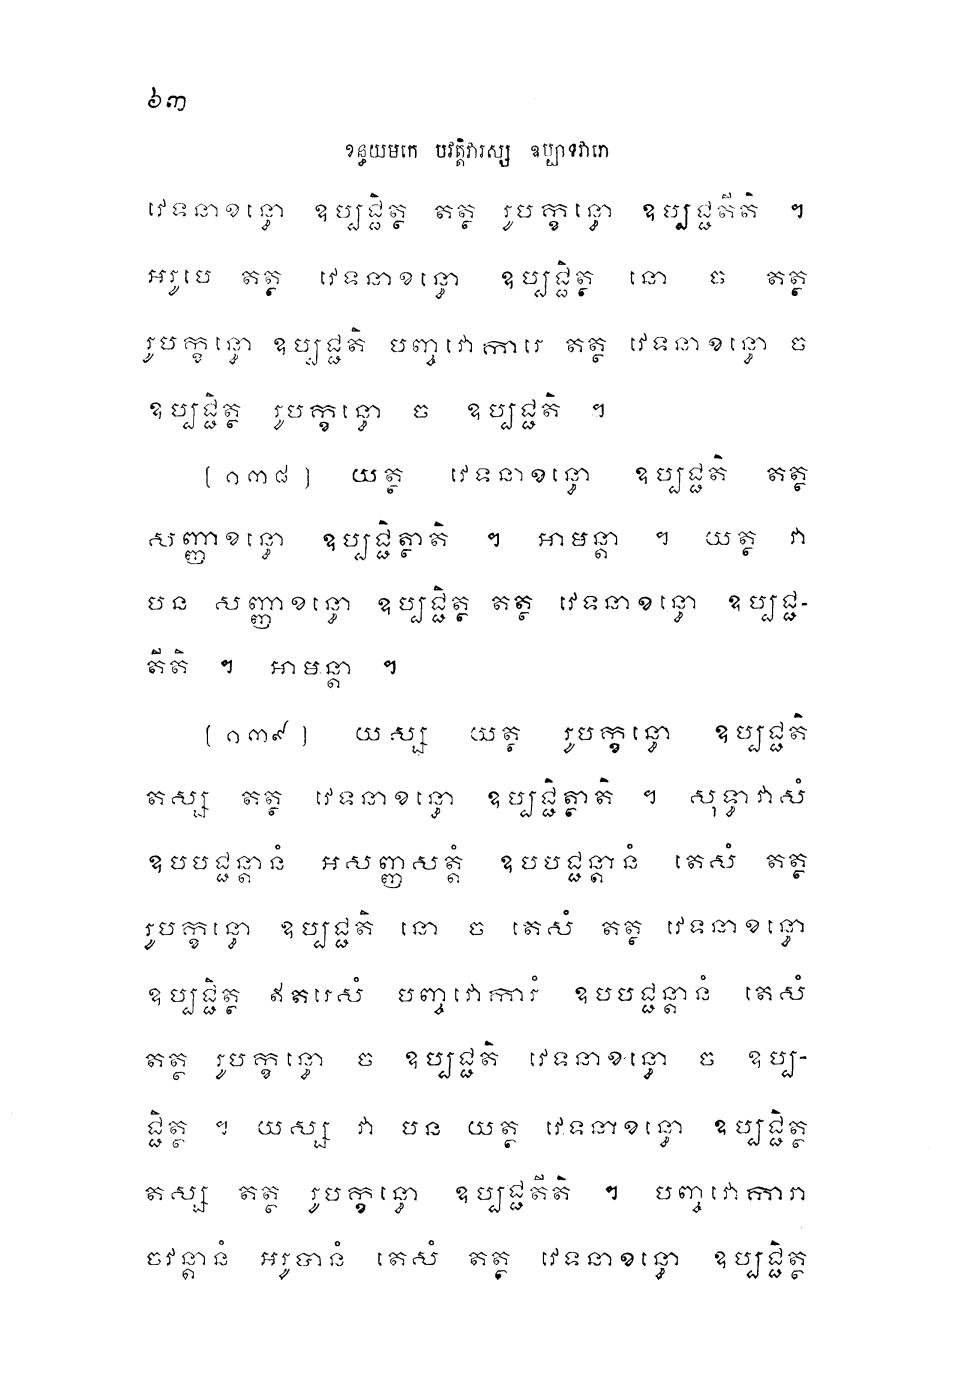 ៦៣
ខន្ធយមកេ បវត្តិវារស្ស ឧប្បាទវារោ
វេទនាខន្ធោ ឧប្បជ្ជិត្ថ តត្ថ រូបក្ខន្ធោ ឧប្បជ្ជតីតិ ។
អរូបេ តត្ថ វេទនាខន្ធោ ឧប្បជ្ជិត្ថ នោ ច តត្ថ
រូបក្ខន្ធោ ឧប្បជ្ជតិ បញ្ចវោការេ តត្ថ វេទនាខន្ធោ ច
ឧប្បជ្ជិត្ថ រូបក្ខន្ធោ ច ឧប្បជ្ជតិ ។
[១៣៨] យត្ថ វេទនាខន្ធោ ឧប្បជ្ជតិ តត្ថ
សញ្ញាខន្ធោ ឧប្បជ្ជិត្ថាតិ ។ អាមន្តា ។ យត្ថ វា
បន សញ្ញាខន្ធោ ឧប្បជ្ជិត្ថ តត្ថ វេទនាខន្ធោ ឧប្បជ្ជ-
តីតិ ។ អាមន្តា ។
[១៣៩] យស្ស យត្ថ រូបក្ខន្ធោ ឧប្បជ្ជតិ
តស្ស តត្ថ វេទនាខន្ធោ ឧប្បជ្ជិត្ថាតិ ។ សុទ្ធាវាសំ
ឧបបជ្ជន្តានំ អសញ្ញសត្តំ ឧបបជ្ជន្តានំ តេសំ តត្ថ
រូបក្ខន្ធោ ឧប្បជ្ជតិ នោ ច តេសំ តត្ថ វេទនាខន្ធោ
ឧប្បជ្ជិត្ថ ឥតរេសំ បញ្ចវោការំ ឧបបជ្ជន្តានំ តេសំ
តត្ថ រូបក្ខន្ធោ ច ឧប្បជ្ជតិ វេទនាខន្ធោ ច ឧប្ប-
ជ្ជិត្ថ ។ យស្ស វា បន យត្ថ វេទនាខន្ធោ ឧប្បជ្ជិត្ថ
តស្ស តត្ថ រូបក្ខន្ធោ ឧប្បជ្ជតីតិ ។ បញ្ចវោការា
ចវន្តានំ អរូបានំ តេសំ តត្ថ វេទនាខន្ធោ ឧប្បជ្ជិត្ថ